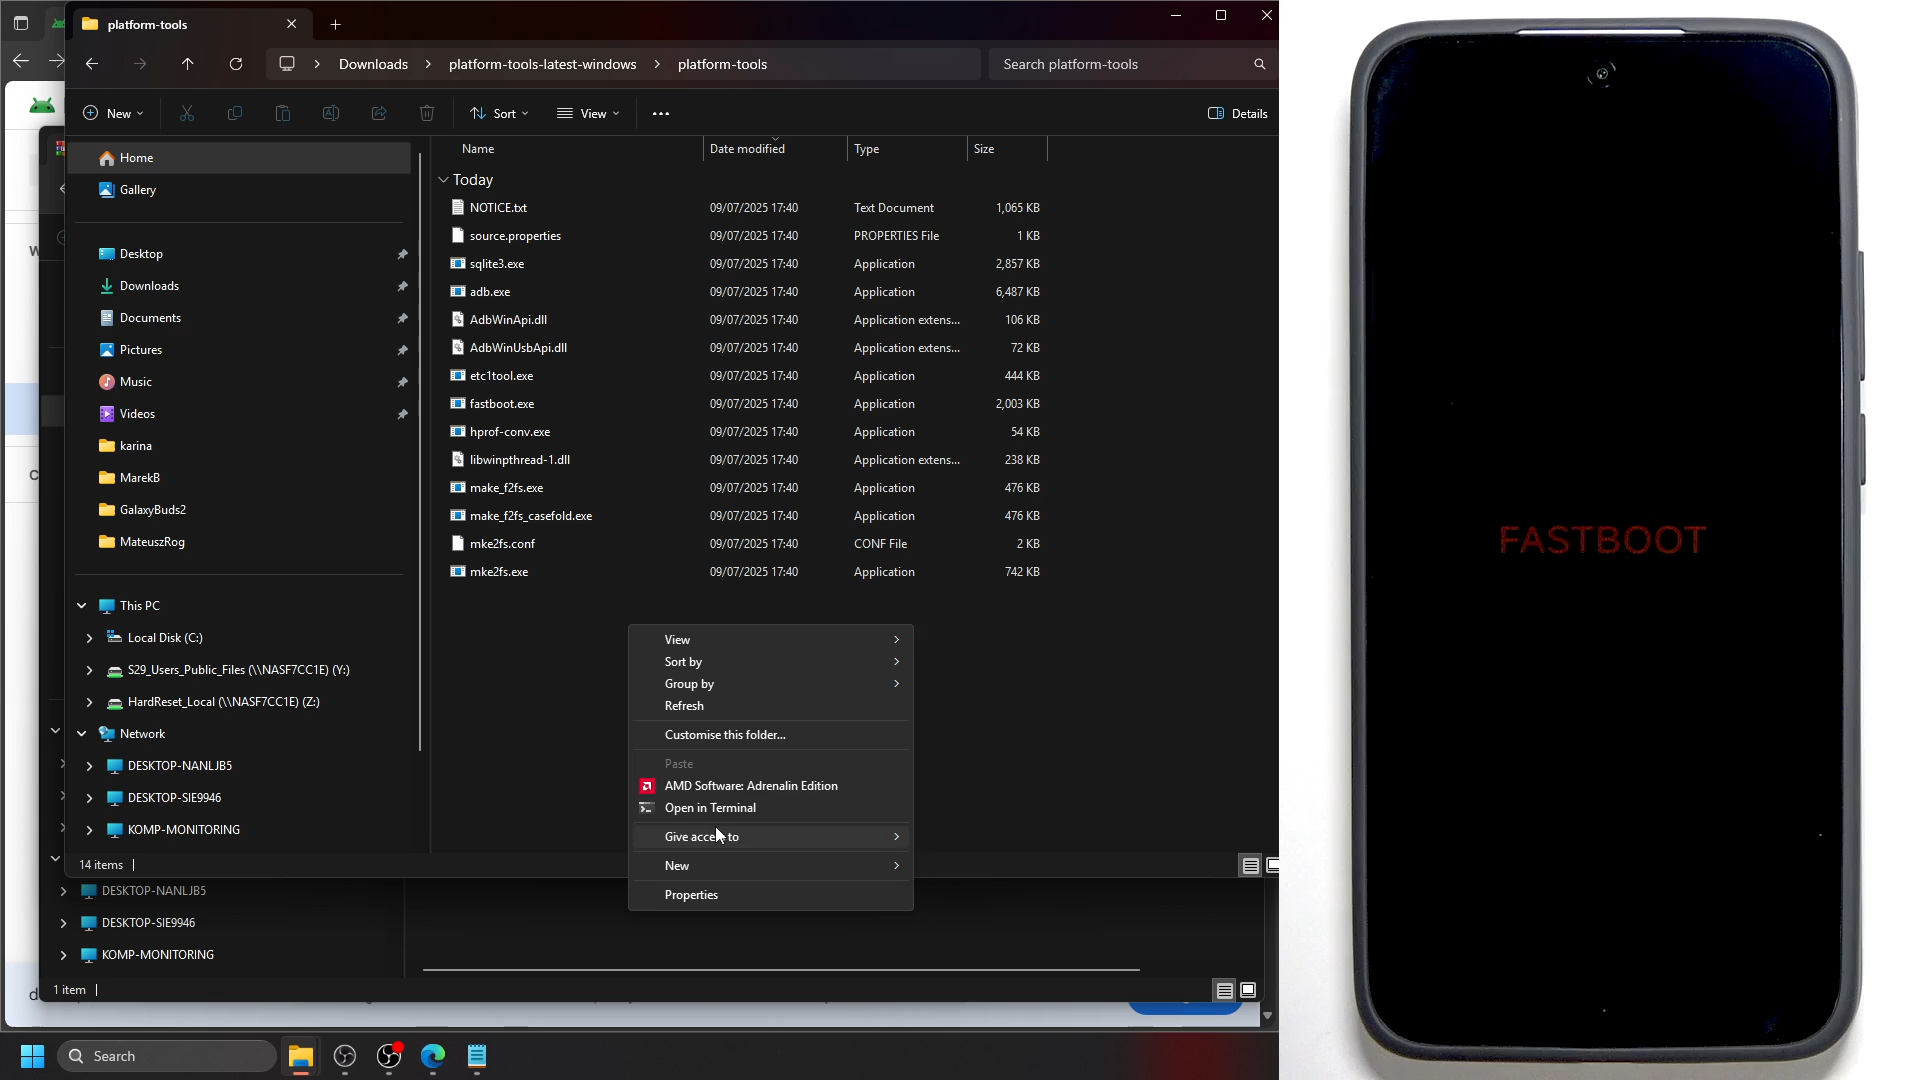 platform-tools
Downloads
platform-tools-latest-windows
platform-tools
Search platform-tools
New
Sort
View
Details
Home
Gallery
Desktop
Downloads
Documents
Pictures
Music
Videos
karina
MarekB
GalaxyBuds2
MateuszRog
This PC
Local Disk (C:)
S29_Users_Public_Files (\\NASF7CC1E) (Y:)
HardReset_Local (\\NASF7CC1E) (Z:)
Network
DESKTOP-NANLJB5
DESKTOP-SIE9946
KOMP-MONITORING
Name Date modified Type Size
Today
NOTICE.txt 09/07/2025 17:40 Text Document 1,065 KB
source.properties 09/07/2025 17:40 PROPERTIES File 1 KB
sqlite3.exe 09/07/2025 17:40 Application 2,857 KB
adb.exe 09/07/2025 17:40 Application 6,487 KB
AdbWinApi.dll 09/07/2025 17:40 Application extens... 106 KB
AdbWinUsbApi.dll 09/07/2025 17:40 Application extens... 72 KB
etc1tool.exe 09/07/2025 17:40 Application 444 KB
fastboot.exe 09/07/2025 17:40 Application 2,003 KB
hprof-conv.exe 09/07/2025 17:40 Application 54 KB
libwinpthread-1.dll 09/07/2025 17:40 Application extens... 238 KB
make_f2fs.exe 09/07/2025 17:40 Application 476 KB
make_f2fs_casefold.exe 09/07/2025 17:40 Application 476 KB
mke2fs.conf 09/07/2025 17:40 CONF File 2 KB
mke2fs.exe 09/07/2025 17:40 Application 742 KB
View
Sort by
Group by
Refresh
Customise this folder...
Paste
AMD Software: Adrenalin Edition
Open in Terminal
Give access to
New
Properties
14 items
DESKTOP-NANLJB5
DESKTOP-SIE9946
KOMP-MONITORING
1 item
Search
FASTBOOT